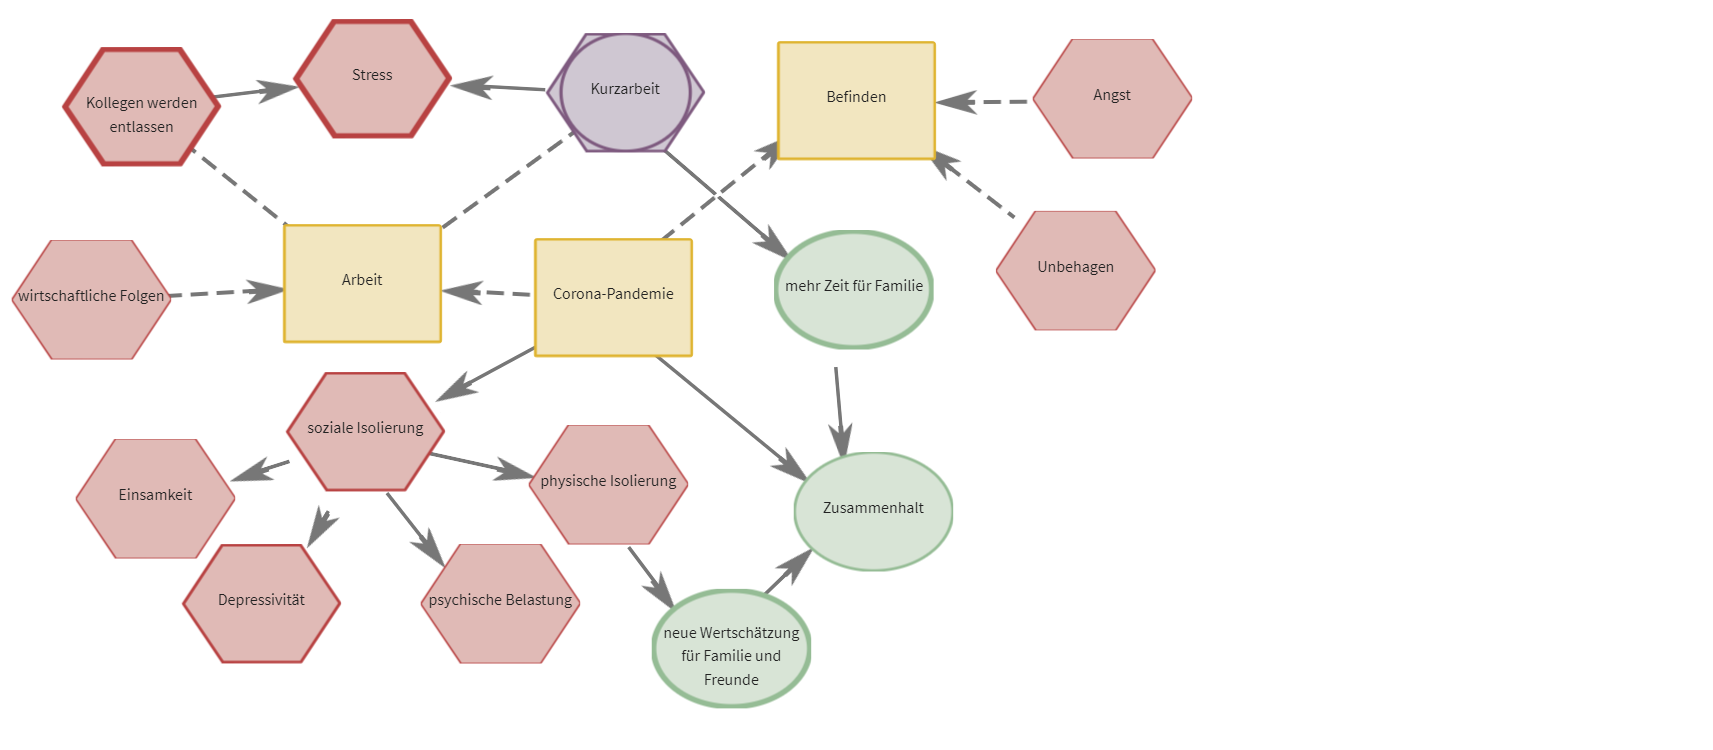 Stress
Kurzarbeit
Kollegen werden
entlassen
Befinden
Angst
wirtschaftliche Folgen
Arbeit
Corona-Pandemie
mehr Zeit für Familie
Unbehagen
soziale Isolierung
Einsamkeit
physische Isolierung
Zusammenhalt
Depressivität
psychische Belastung
neue Wertschätzung
für Familie und
Freunde